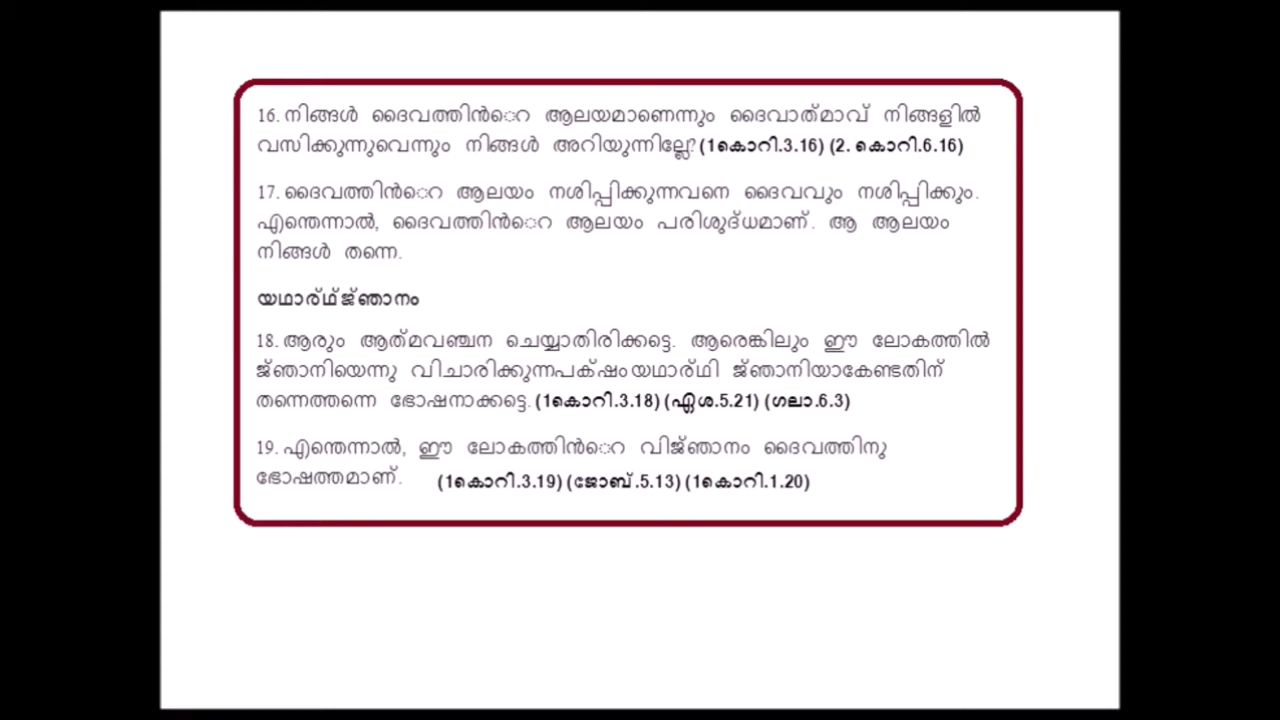 16. നിങ്ങൾ ദൈവത്തിൻെറ ആലയമാണെന്നും ദൈവാത്‌മാവ് നിങ്ങളിൽ
വസിക്കുന്നുവെന്നും നിങ്ങൾ അറിയുന്നില്ലേ? (1കൊറി.3.16) (2. കൊറി.6.16)
17. ദൈവത്തിൻെറ ആലയം നശിപ്പിക്കുന്നവനെ ദൈവവും നശിപ്പിക്കും.
എന്തെന്നാൽ, ദൈവത്തിൻെറ ആലയം പരിശുദ്‌ധമാണ്. ആ ആലയം
നിങ്ങൾ തന്നെ.
യഥാര്‌ഥ്ജ്‌ഞാനം
18. ആരും ആത്‌മവഞ്ചന ചെയ്യാതിരിക്കട്ടെ. ആരെങ്കിലും ഈ ലോകത്തിൽ
ജ്‌ഞാനിയെന്നു വിചാരിക്കുന്നപക്‌ഷം യഥാര്‌ഥി ജ്‌ഞാനിയാകേണ്ടതിന്
തന്നെത്തന്നെ ഭോഷനാക്കട്ടെ. (1കൊറി.3.18) (ഏശ.5.21) (ഗലാ.6.3)
19. എന്തെന്നാൽ, ഈ ലോകത്തിൻെറ വിജ്‌ഞാനം ദൈവത്തിനു
ഭോഷത്തമാണ്. (1കൊറി.3.19) (ജോബ്.5.13) (1കൊറി.1.20)